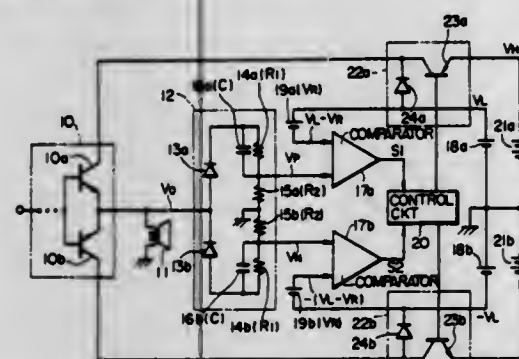 23a
16a(C)
14a(R1)
22a
VH
12
19a(VR)
10
24a
VL
10a
13a
VL-VR
COMPARATOR
S1
18a
21a
VP
17a
15a(R2)
CONTROL
CKT
20
15b(R2)
17b
13b
11
VN
S2
COMPARATOR
18b
21b
10b
-(VL-VR)
-VL
16b(C)
14b(R1)
19b(VR)
22b
24b
23b